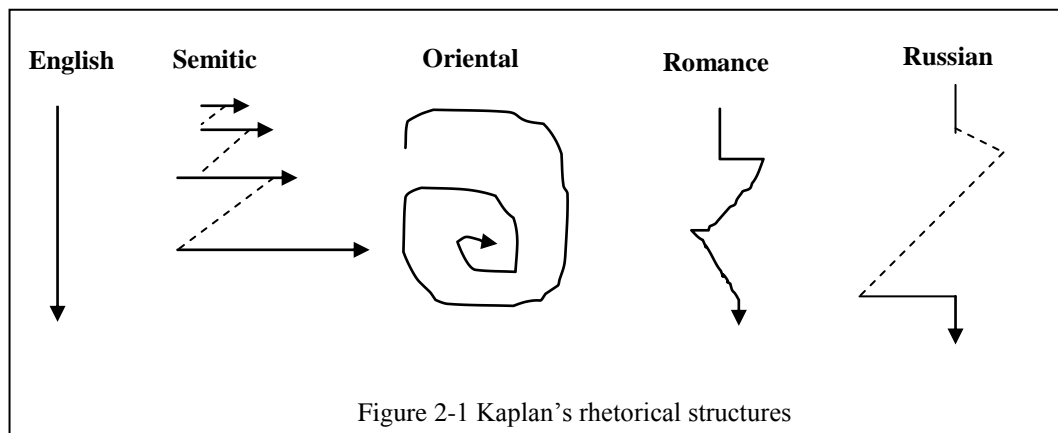 English Semitic Oriental Romance Russian
Figure 2-1 Kaplan’s rhetorical structures